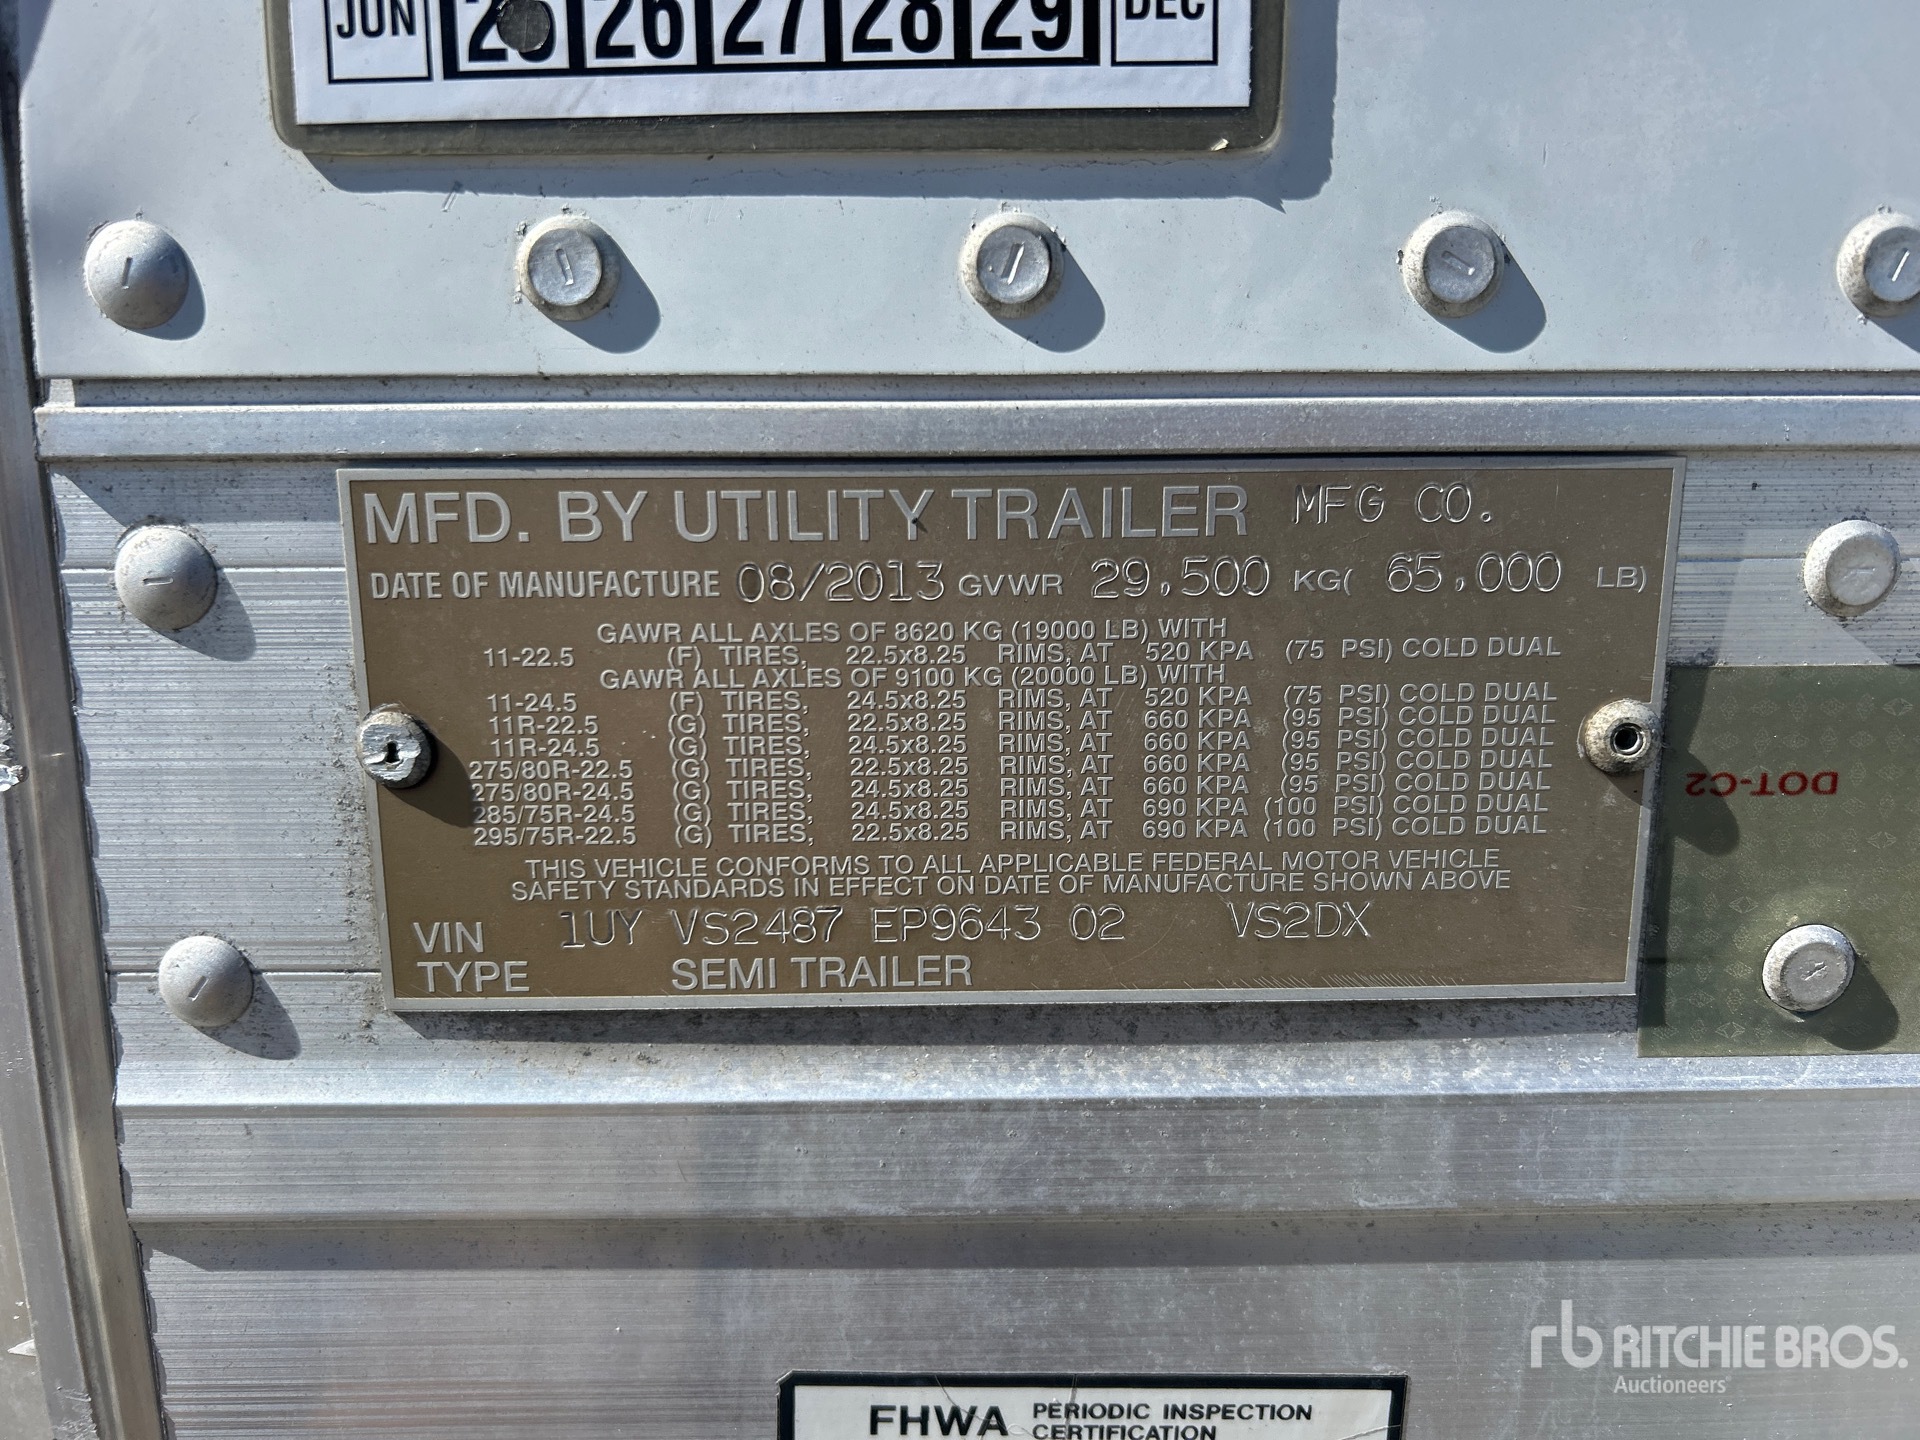 JUN 25 26 27 28 29 DEC
MFD. BY UTILITY TRAILER MFG CO.
DATE OF MANUFACTURE 08/2013 GVWR 29,500 KG( 65,000 LB)
GAWR ALL AXLES OF 8620 KG (19000 LB) WITH
11-22.5 (F) TIRES, 22.5x8.25 RIMS, AT 520 KPA (75 PSI) COLD DUAL
GAWR ALL AXLES OF 9100 KG (20000 LB) WITH
11-24.5 (F) TIRES, 24.5x8.25 RIMS, AT 520 KPA (75 PSI) COLD DUAL
11R-22.5 (G) TIRES, 22.5x8.25 RIMS, AT 660 KPA (95 PSI) COLD DUAL
11R-24.5 (G) TIRES, 24.5x8.25 RIMS, AT 660 KPA (95 PSI) COLD DUAL
275/80R-22.5 (G) TIRES, 22.5x8.25 RIMS, AT 660 KPA (95 PSI) COLD DUAL
275/80R-24.5 (G) TIRES, 24.5x8.25 RIMS, AT 660 KPA (95 PSI) COLD DUAL
285/75R-24.5 (G) TIRES, 24.5x8.25 RIMS, AT 690 KPA (100 PSI) COLD DUAL
295/75R-22.5 (G) TIRES, 22.5x8.25 RIMS, AT 690 KPA (100 PSI) COLD DUAL
THIS VEHICLE CONFORMS TO ALL APPLICABLE FEDERAL MOTOR VEHICLE
SAFETY STANDARDS IN EFFECT ON DATE OF MANUFACTURE SHOWN ABOVE
VIN 1UY VS2487 EP9643 02 VS2DX
TYPE SEMI TRAILER
DOT-C2
FHWA PERIODIC INSPECTION
CERTIFICATION
rb RITCHIE BROS.
Auctioneers